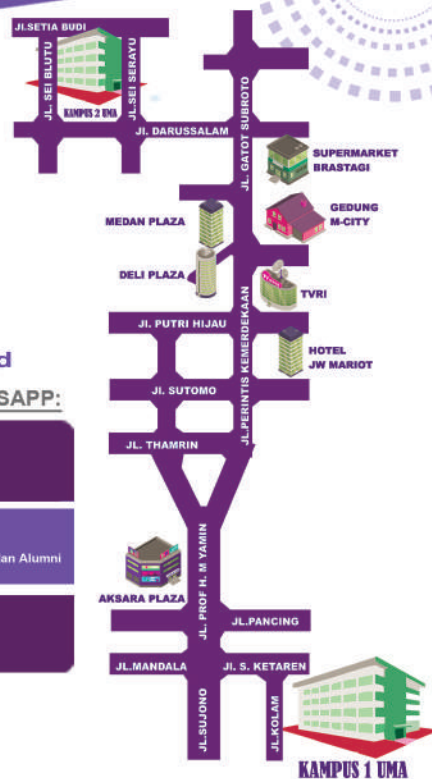 Jl.SETIA BUDI
JL. SEI BLUTU
JL.SEI SERAYU
KAMPUS 2 UMA
Jl. DARUSSALAM
JL. GATOT SUBROTO
SUPERMARKET
BRASTAGI
MEDAN PLAZA
GEDUNG
M-CITY
DELI PLAZA
TVRI
JL.PERINTIS KEMERDEKAAN
Jl. PUTRI HIJAU
HOTEL
JW MARIOT
d
SAPP:
Jl. SUTOMO
JL. THAMRIN
an Alumni
JL. PROF H. M YAMIN
AKSARA PLAZA
JL.PANCING
JL.MANDALA
Jl. S. KETAREN
JL.SUJONO
JL.KOLAM
KAMPUS 1 UMA